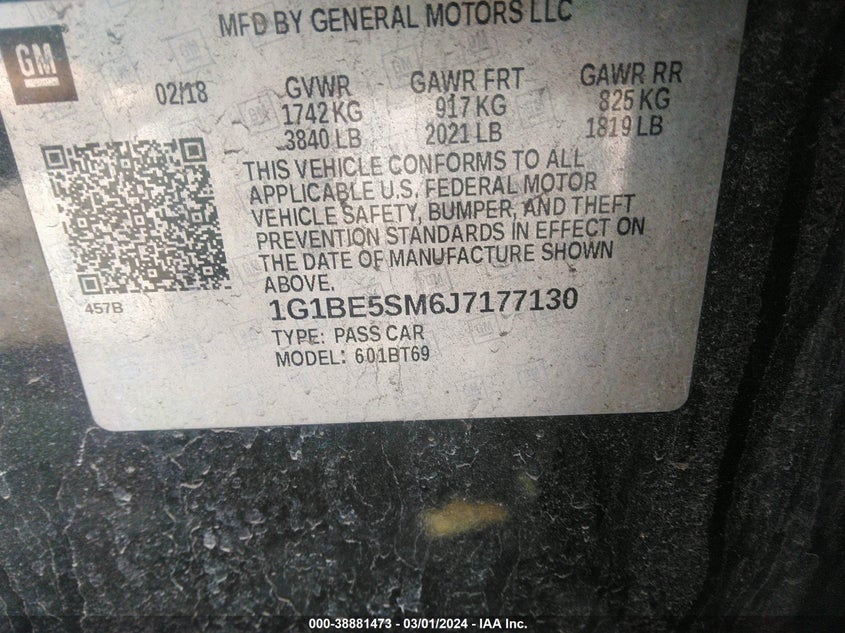 MFD BY GENERAL MOTORS LLC
GM
02/18
GVWR GAWR FRT GAWR RR
1742 KG 917 KG 825 KG
3840 LB 2021 LB 1819 LB
THIS VEHICLE CONFORMS TO ALL
APPLICABLE U.S. FEDERAL MOTOR
VEHICLE SAFETY, BUMPER, AND THEFT
PREVENTION STANDARDS IN EFFECT ON
THE DATE OF MANUFACTURE SHOWN
ABOVE.
457B
1G1BE5SM6J7177130
TYPE: PASS CAR
MODEL: 601BT69
000-38881473 — 03/01/2024 - IAA Inc.